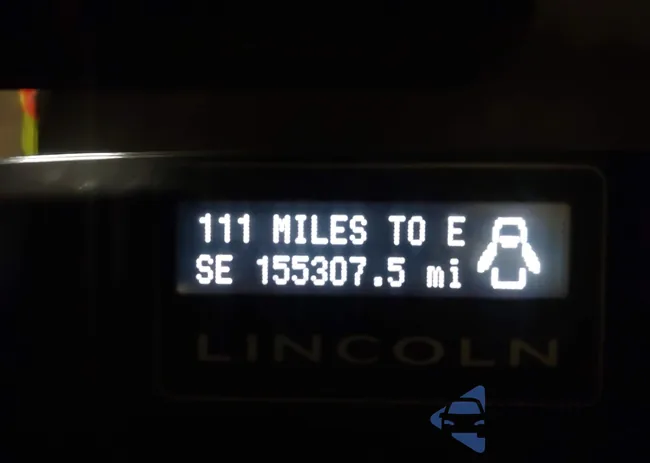 111 MILES TO E
SE 155307.5 mi
LINCOLN